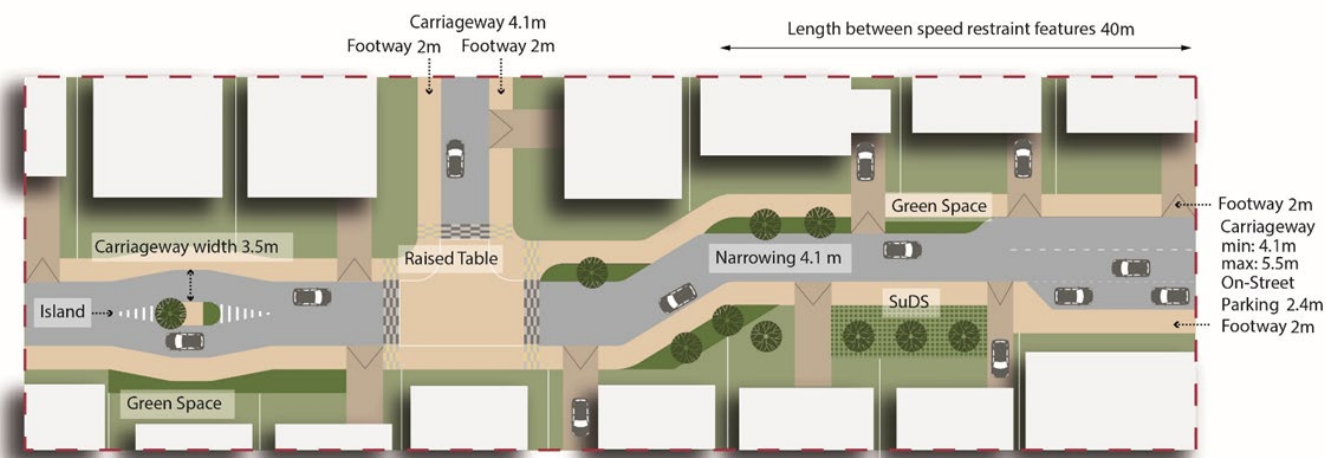 Carriageway 4.1m
Footway 2m Footway 2m
Length between speed restraint features 40m
Carriageway width 3.5m
Raised Table
Island
Green Space
Green Space
Narrowing 4.1 m
SuDS
Footway 2m
Carriageway
min: 4.1m
max: 5.5m
On-Street
Parking 2.4m
Footway 2m